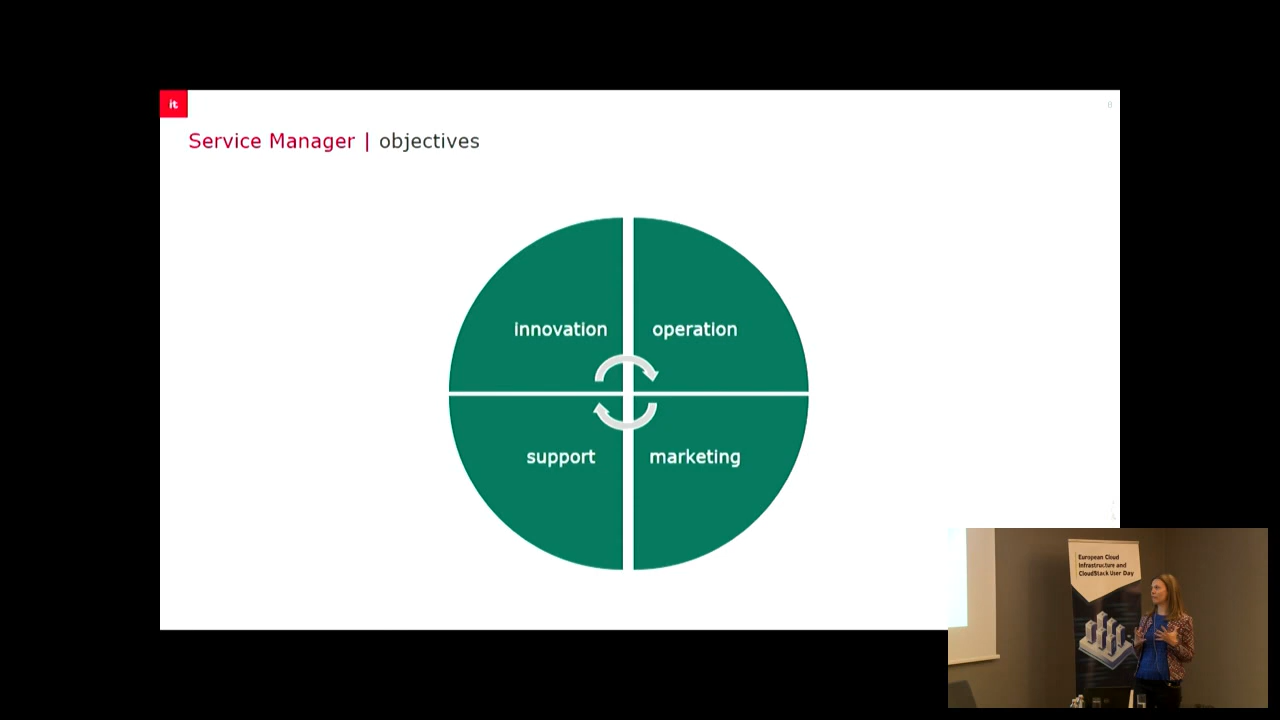 it
Service Manager | objectives
innovation
operation
support
marketing
European Cloud
Infrastructure and
CloudStack User Day